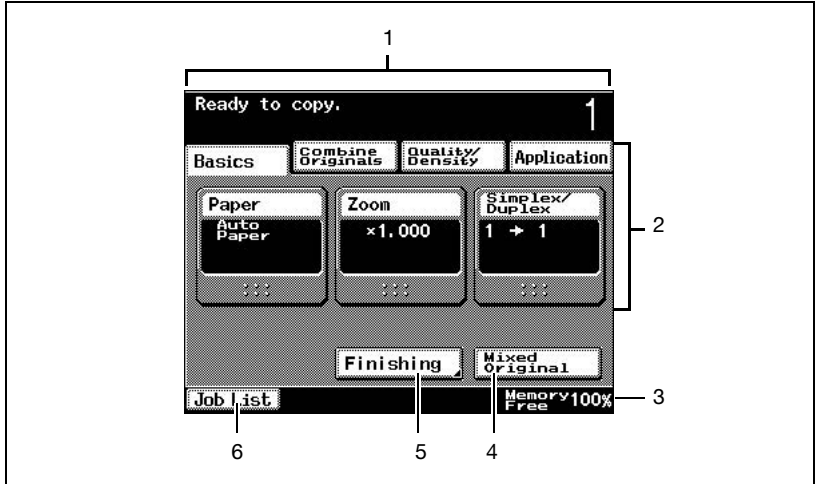 1
Ready to copy. 1
Basics Combine Originals Quality/ Density Application
Paper Zoom Simplex/ Duplex
Auto Paper ×1.000 1 → 1
2
Finishing Mixed Original
Job List Memory Free 100% 3
6 5 4